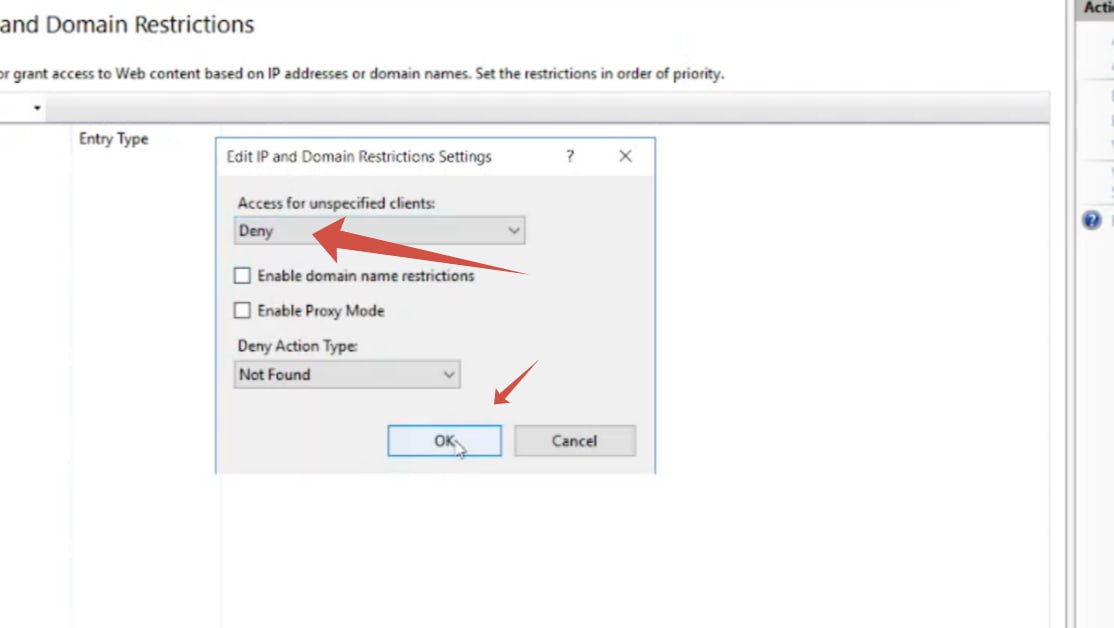 and Domain Restrictions
or grant access to Web content based on IP addresses or domain names. Set the restrictions in order of priority.
Entry Type
Edit IP and Domain Restrictions Settings
?
Access for unspecified clients:
Deny
Enable domain name restrictions
Enable Proxy Mode
Deny Action Type:
Not Found
OK
Cancel
Acti
?